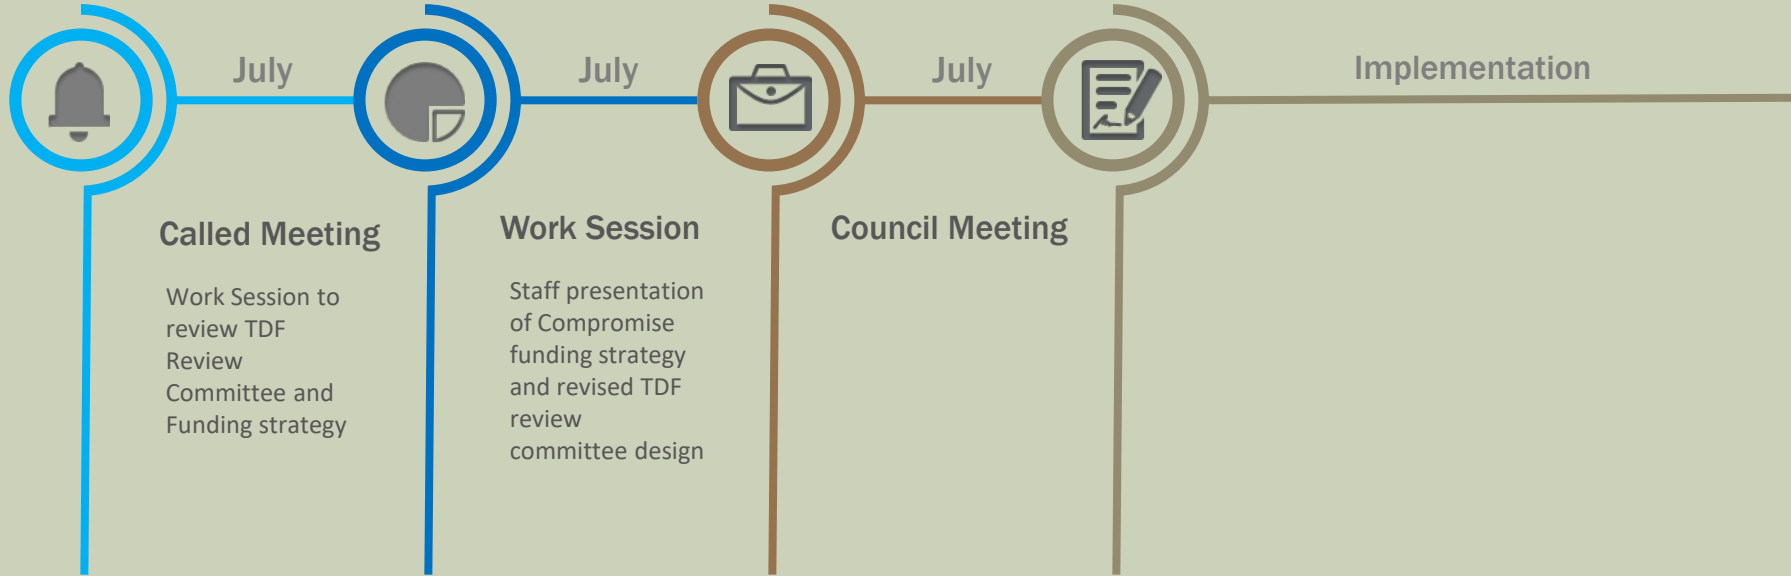 July
July
July
Implementation
Called Meeting
Work Session to
review TDF
Review
Committee and
Funding strategy
Work Session
Staff presentation
of Compromise
funding strategy
and revised TDF
review
committee design
Council Meeting